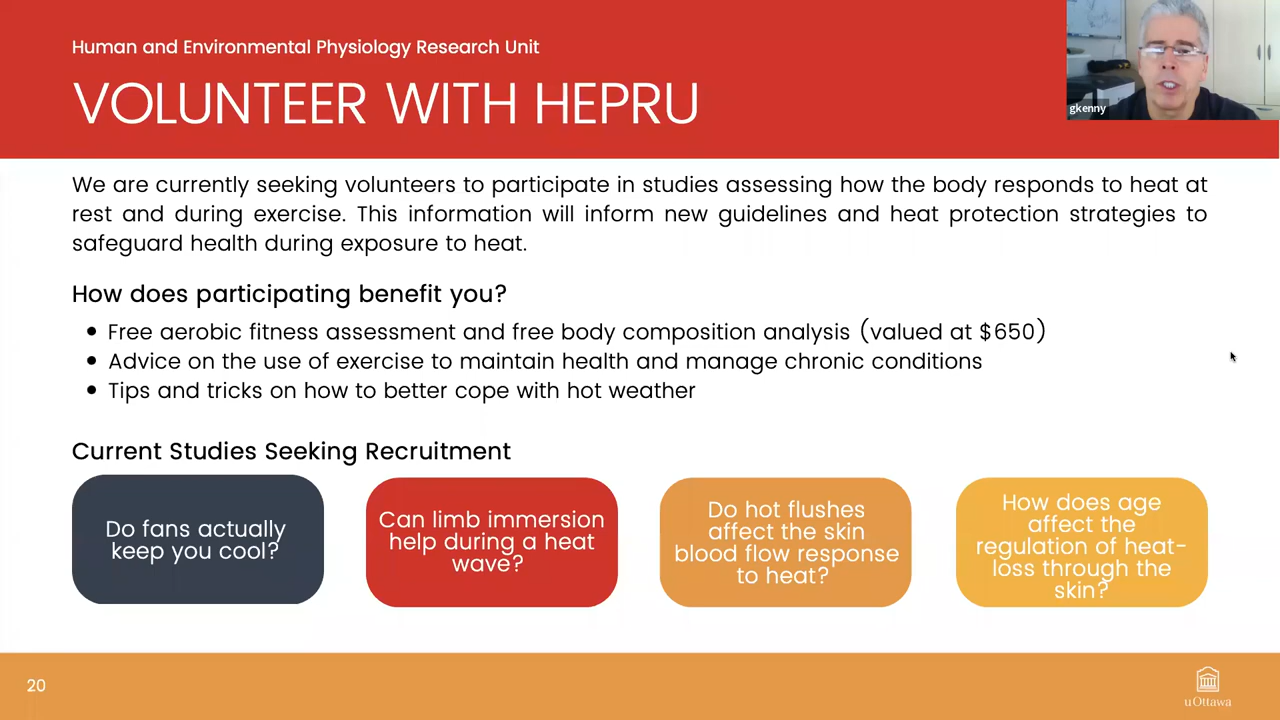 Human and Environmental Physiology Research Unit
VOLUNTEER WITH HEPRU
gkenny
We are currently seeking volunteers to participate in studies assessing how the body responds to heat at
rest and during exercise. This information will inform new guidelines and heat protection strategies to
safeguard health during exposure to heat.
How does participating benefit you?
• Free aerobic fitness assessment and free body composition analysis (valued at $650)
• Advice on the use of exercise to maintain health and manage chronic conditions
• Tips and tricks on how to better cope with hot weather
Current Studies Seeking Recruitment
Do fans actually
keep you cool?
Can limb immersion
help during a heat
wave?
Do hot flushes
affect the skin
blood flow response
to heat?
How does age
affect the
regulation of heat-
loss through the
skin?
20
uOttawa